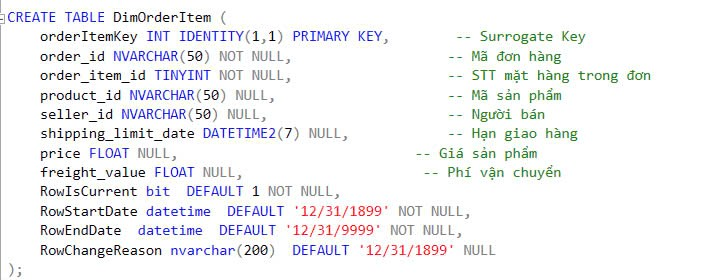 CREATE TABLE DimOrderItem (
    orderItemKey INT IDENTITY(1,1) PRIMARY KEY,        -- Surrogate Key
    order_id NVARCHAR(50) NOT NULL,                   -- Mã đơn hàng
    order_item_id TINYINT NOT NULL,                   -- STT mặt hàng trong đơn
    product_id NVARCHAR(50) NULL,                     -- Mã sản phẩm
    seller_id NVARCHAR(50) NULL,                      -- Người bán
    shipping_limit_date DATETIME2(7) NULL,            -- Hạn giao hàng
    price FLOAT NULL,                             -- Giá sản phẩm
    freight_value FLOAT NULL,                      -- Phí vận chuyển
    RowIsCurrent bit  DEFAULT 1 NOT NULL,
    RowStartDate datetime  DEFAULT '12/31/1899' NOT NULL,
    RowEndDate  datetime  DEFAULT '12/31/9999' NOT NULL,
    RowChangeReason nvarchar(200)  DEFAULT '12/31/1899' NULL
);